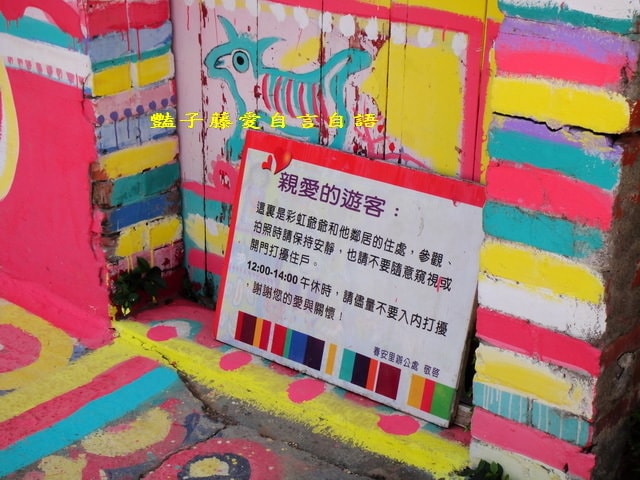 豔子藤愛自言自語
親愛的遊客：
這裏是彩虹爺爺和他鄰居的住處，參觀、
拍照時請保持安靜，也請不要隨意窺視或
開門打擾住戶。
12:00-14:00 午休時，請儘量不要入內打擾
，謝謝您的愛與關懷！
春安里辦公處 敬啓